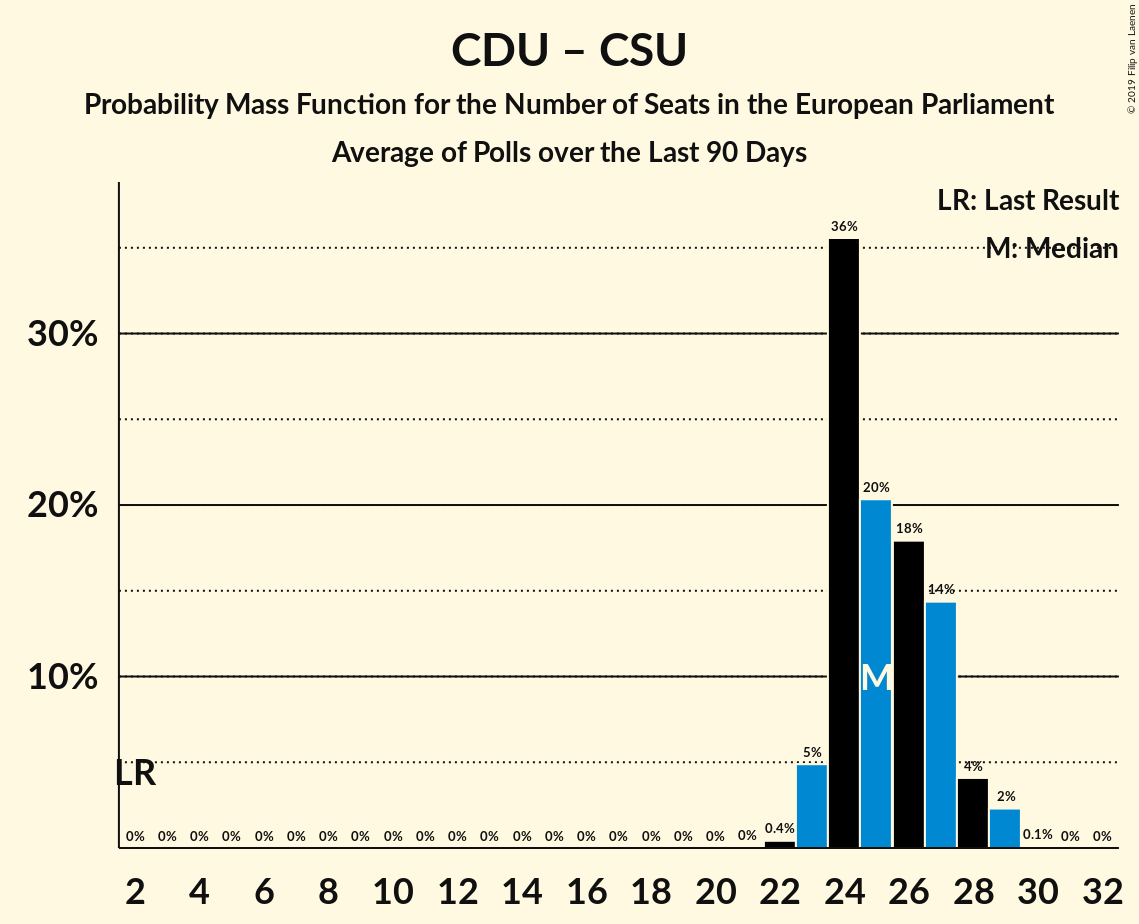 CDU – CSU
Probability Mass Function for the Number of Seats in the European Parliament
Average of Polls over the Last 90 Days
© 2019 Filip van Laenen
LR: Last Result
M: Median
36%
30%
20%
20%
18%
14%
10%
M
5%
4%
2%
LR
0% 0% 0% 0% 0% 0% 0% 0% 0% 0% 0% 0% 0% 0% 0% 0% 0% 0% 0% 0% 0.4% 0.1% 0% 0%
2 4 6 8 10 12 14 16 18 20 22 24 26 28 30 32